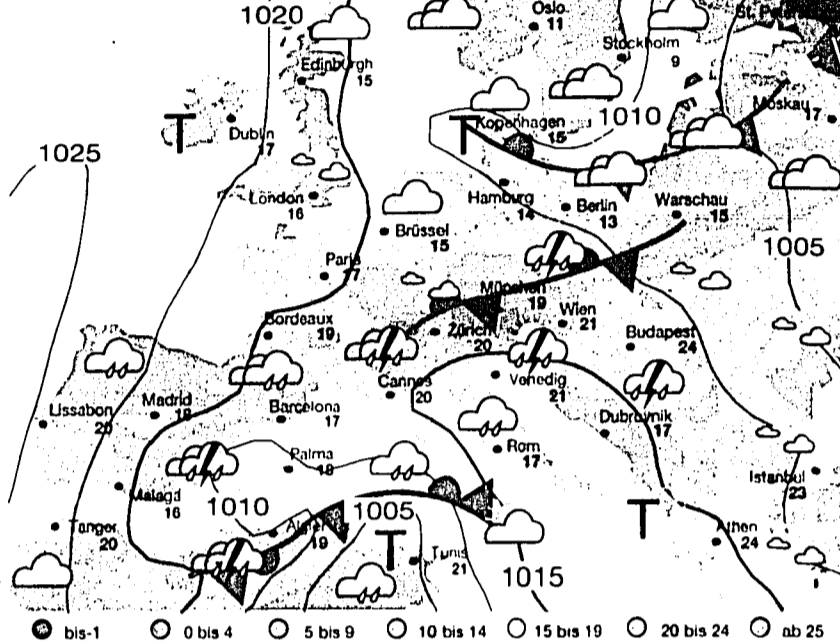 1020
Oslo
11
St. P
Stockholm
9
Edinburgh
15
T
Dublin
17
T
Kopenhagen
15
1010
Moskau
17
1025
London
16
Hamburg
14
Berlin
13
Warschau
15
Brüssel
15
1005
Paris
17
München
19
Wien
21
Bordeaux
19
Zürich
20
Budapest
24
Cannes
20
Venedig
21
Lissabon
20
Madrid
18
Barcelona
17
Dubrovnik
17
Rom
17
Palma
18
Istanbul
23
Malaga
16
1010
1005
T
Tanger
20
Algier
19
T
Tunis
21
Athen
24
1015
bis-1
0 bis 4
5 bis 9
10 bis 14
15 bis 19
20 bis 24
ab 25